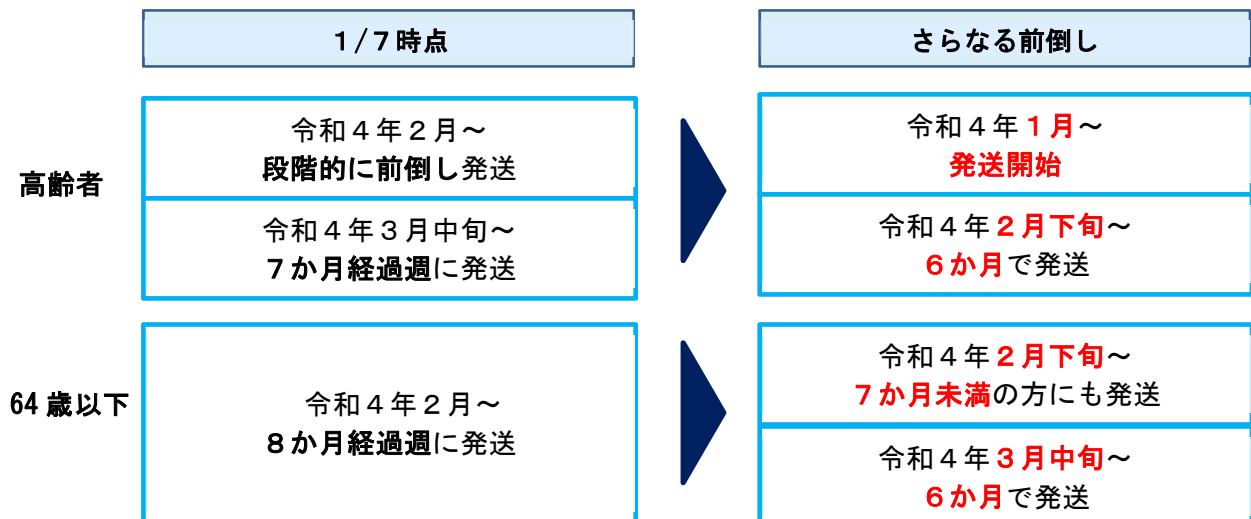 1/7時点
さらなる前倒し
高齢者
令和4年2月～
段階的に前倒し発送
令和4年3月中旬～
7か月経過週に発送
令和4年1月～
発送開始
令和4年2月下旬～
6か月で発送
64歳以下
令和4年2月～
8か月経過週に発送
令和4年2月下旬～
7か月未満の方にも発送
令和4年3月中旬～
6か月で発送